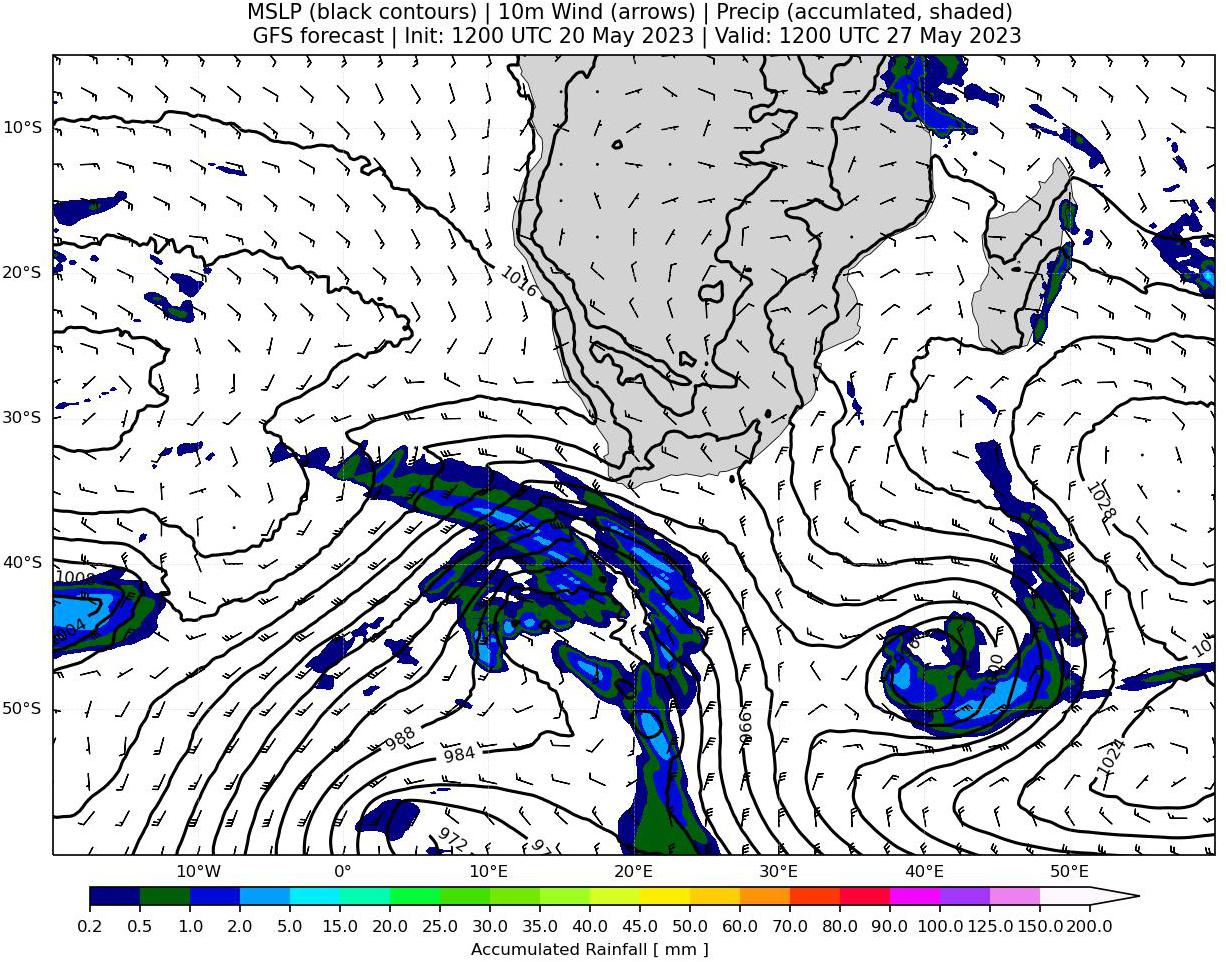 MSLP (black contours) | 10m Wind (arrows) | Precip (accumlated, shaded)
GFS forecast | Init: 1200 UTC 20 May 2023 | Valid: 1200 UTC 27 May 2023
10°S
20°S
1016
30°S
1028
40°S
1008
1004
1000
50°S
988
984
996
1024
972
10°W
0°
10°E
20°E
30°E
40°E
50°E
0.2 0.5 1.0 2.0 5.0 10.0 15.0 20.0 25.0 30.0 35.0 40.0 45.0 50.0 60.0 70.0 80.0 90.0 100.0 125.0 150.0 200.0
Accumulated Rainfall [ mm ]